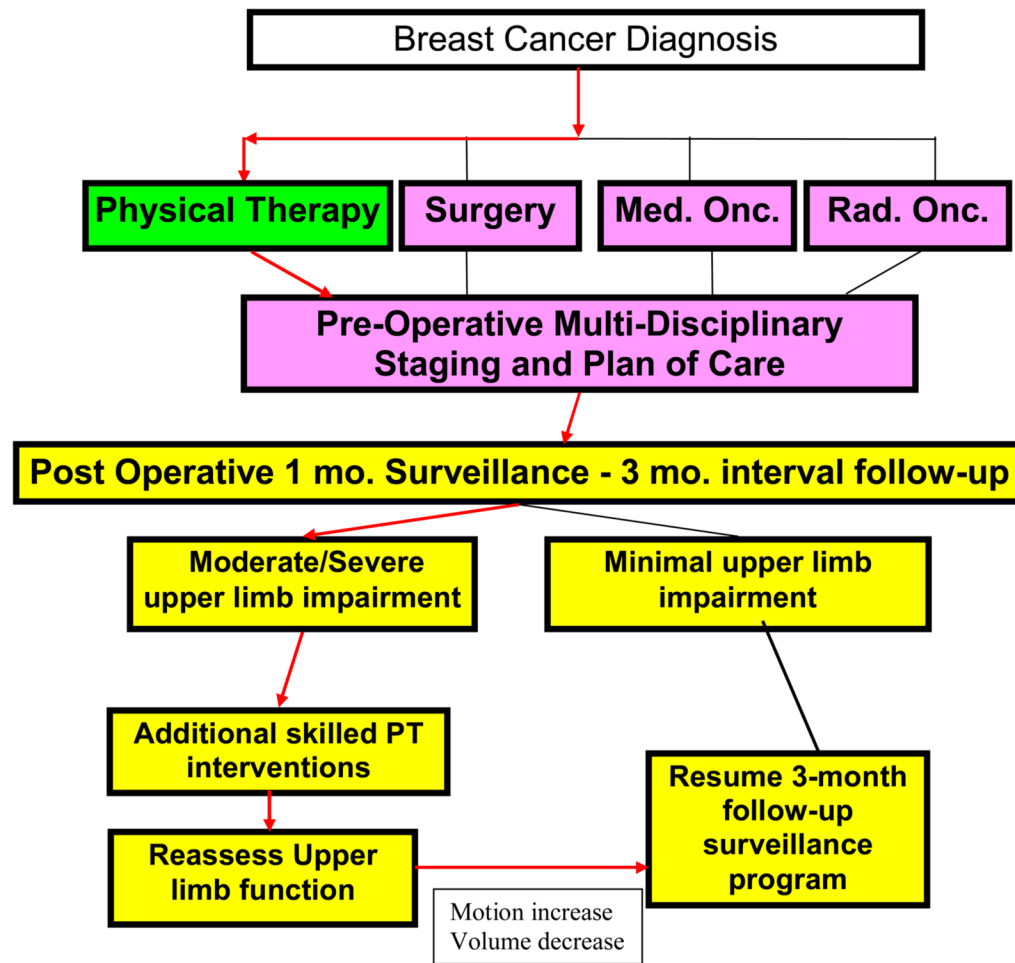 Breast Cancer Diagnosis
Physical Therapy
Surgery
Med. Onc.
Rad. Onc.
Pre-Operative Multi-Disciplinary
Staging and Plan of Care
Post Operative 1 mo. Surveillance - 3 mo. interval follow-up
Moderate/Severe
upper limb impairment
Minimal upper limb
impairment
Additional skilled PT
interventions
Resume 3-month
follow-up
surveillance
program
Reassess Upper
limb function
Motion increase
Volume decrease